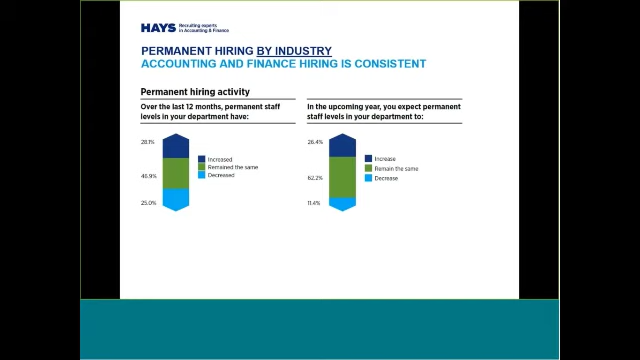 HAYS Recruiting experts
in Accounting & Finance
PERMANENT HIRING BY INDUSTRY
ACCOUNTING AND FINANCE HIRING IS CONSISTENT
Permanent hiring activity
Over the last 12 months, permanent staff
levels in your department have:
28.1%
46.9%
25.0%
Increased
Remained the same
Decreased
In the upcoming year, you expect permanent
staff levels in your department to:
26.4%
62.2%
11.4%
Increase
Remain the same
Decrease